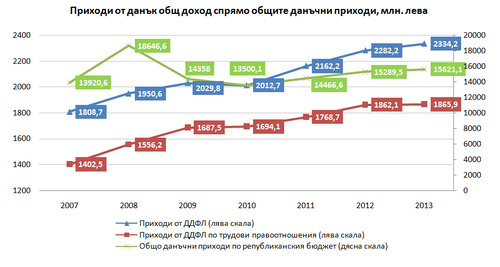 Приходи от данък общ доход спрямо общите данъчни приходи, млн. лева
2400 20000
18000
2200 16000
14000
2000 12000
10000
1800 8000
1600 6000
4000
1400 2000
1200 0
13920,6 18646,6 14358 13500,1 14466,6 15289,5 15621,1
1808,7 1950,6 2029,8 2012,7 2162,2 2282,2 2334,2
1402,5 1556,2 1687,5 1694,1 1768,7 1862,1 1865,9
2007 2008 2009 2010 2011 2012 2013
Приходи от ДДФЛ (лява скала)
Приходи от ДДФЛ по трудови правоотношения (лява скала)
Общо данъчни приходи по републиканския бюджет (дясна скала)